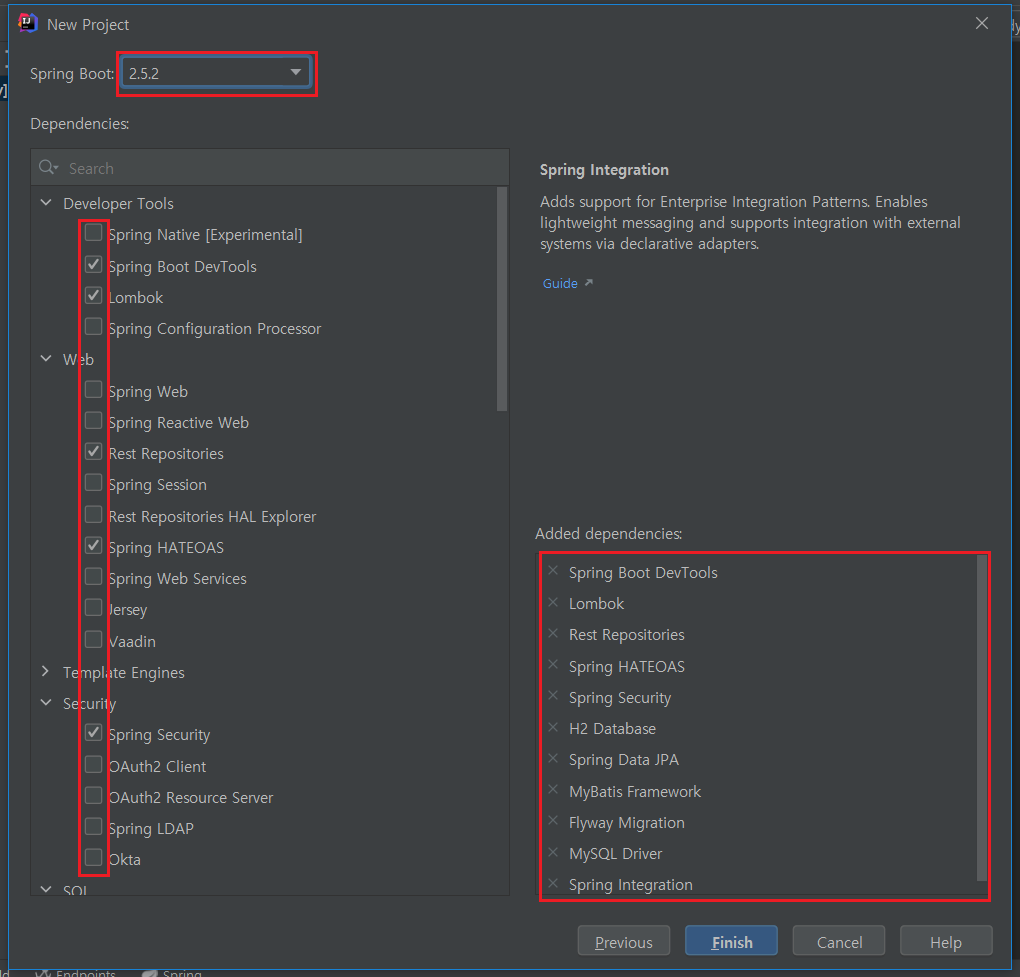 New Project
Spring Boot: 2.5.2
Dependencies:
Search
Developer Tools
Spring Native [Experimental]
Spring Boot DevTools
Lombok
Spring Configuration Processor
Web
Spring Web
Spring Reactive Web
Rest Repositories
Spring Session
Rest Repositories HAL Explorer
Spring HATEOAS
Spring Web Services
Jersey
Vaadin
Template Engines
Security
Spring Security
OAuth2 Client
OAuth2 Resource Server
Spring LDAP
Okta
SQL
Spring Integration
Adds support for Enterprise Integration Patterns. Enables
lightweight messaging and supports integration with external
systems via declarative adapters.
Guide
Added dependencies:
Spring Boot DevTools
Lombok
Rest Repositories
Spring HATEOAS
Spring Security
H2 Database
Spring Data JPA
MyBatis Framework
Flyway Migration
MySQL Driver
Spring Integration
Previous
Finish
Cancel
Help
Endpoints
Spring